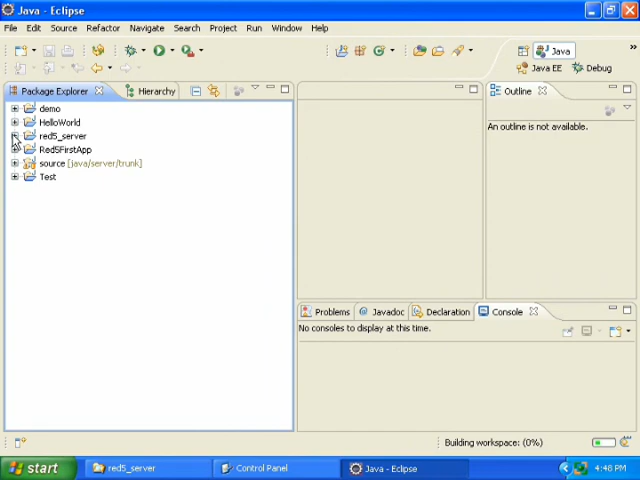 Java - Eclipse
File Edit Source Refactor Navigate Search Project Run Window Help
Java
Java EE Debug
Package Explorer Hierarchy
Outline
demo
HelloWorld
red5_server
Red5FirstApp
source [java/server/trunk]
Test
An outline is not available.
Problems Javadoc Declaration Console
No consoles to display at this time.
Building workspace: (0%)
start red5_server Control Panel Java - Eclipse 4:46 PM